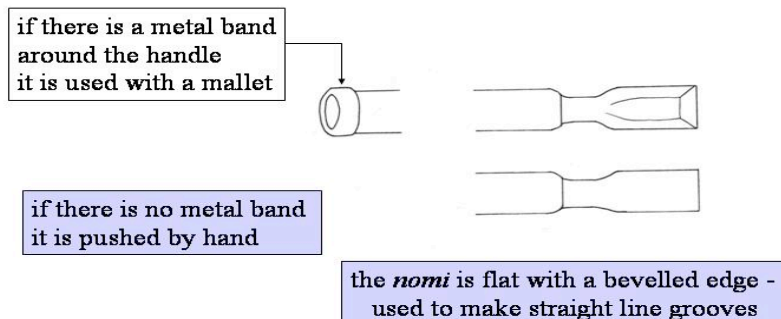 if there is a metal band
around the handle
it is used with a mallet
if there is no metal band
it is pushed by hand
the nomi is flat with a bevelled edge -
used to make straight line grooves